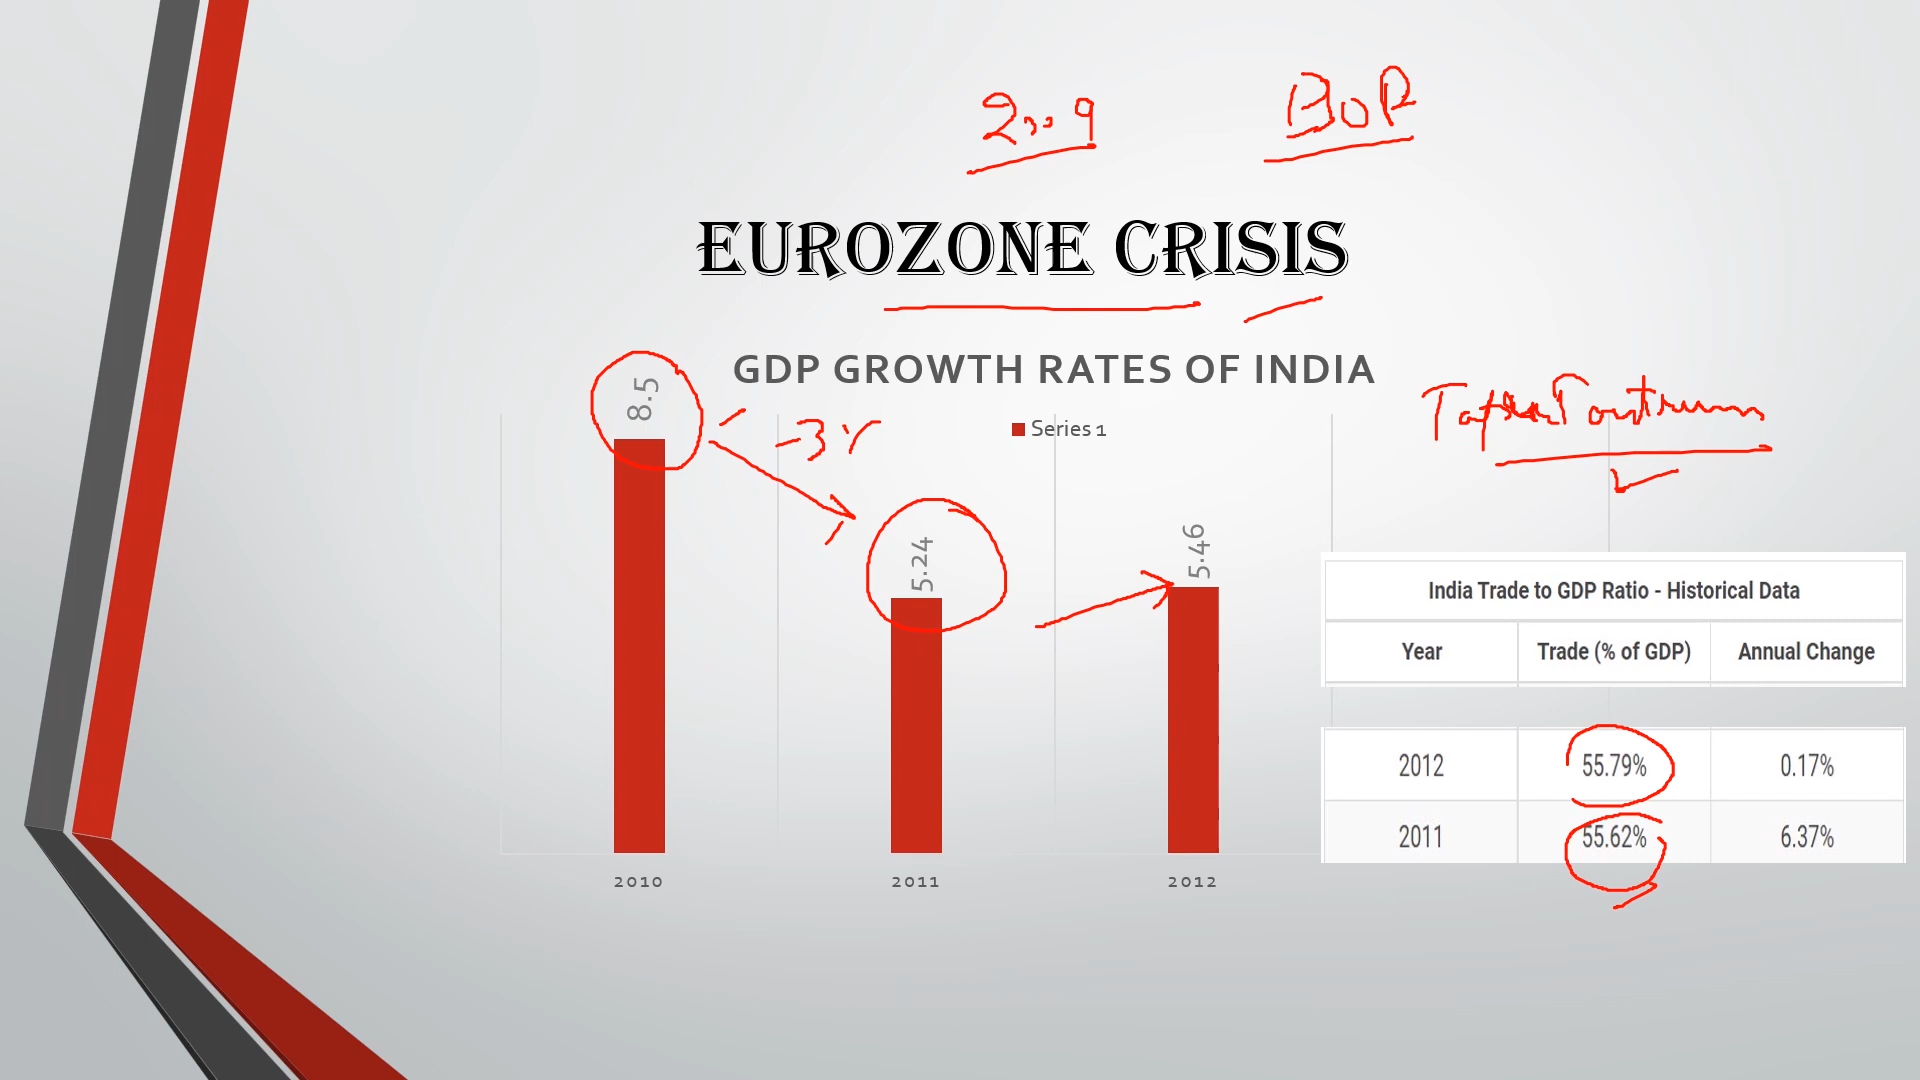 2009
BOP
EUROZONE CRISIS
GDP GROWTH RATES OF INDIA
Series 1
8.5
-3%
5.24
5.46
2010
2011
2012
India Trade to GDP Ratio - Historical Data
Year Trade (% of GDP) Annual Change
2012 55.79% 0.17%
2011 55.62% 6.37%